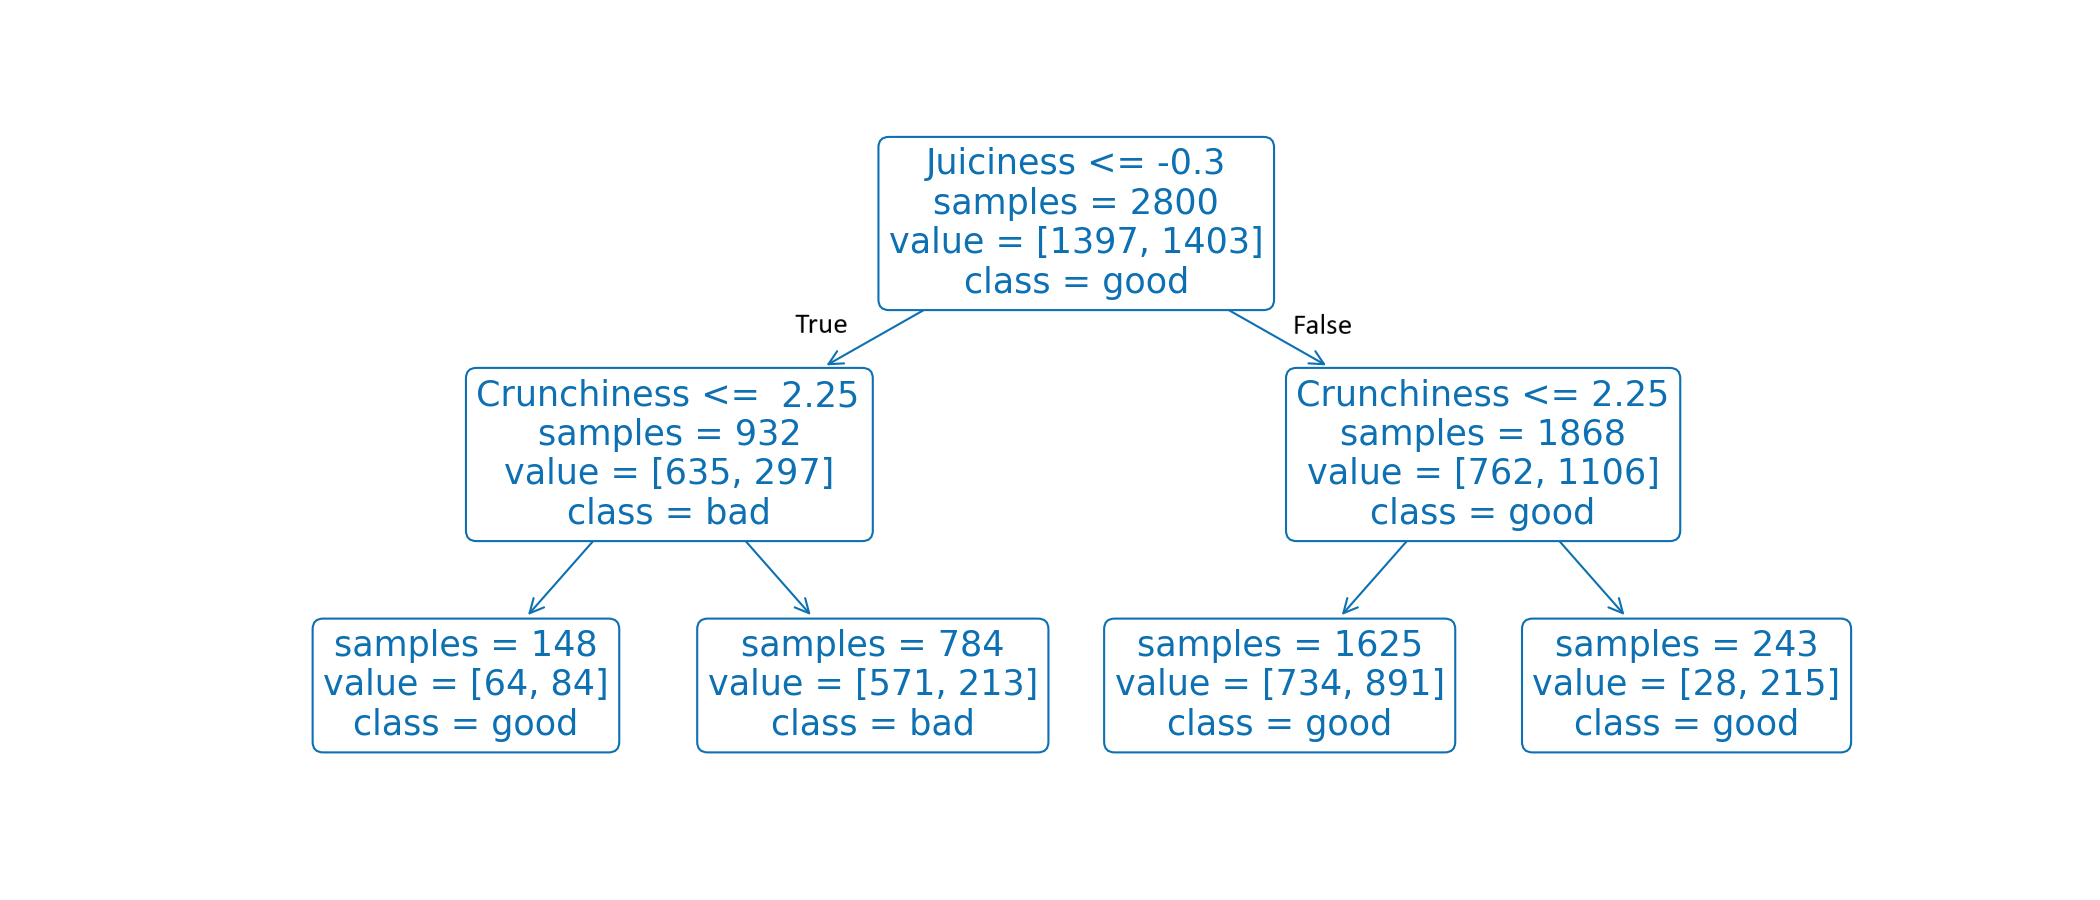 Juiciness <= -0.3
samples = 2800
value = [1397, 1403]
class = good
True
False
Crunchiness <=  2.25
samples = 932
value = [635, 297]
class = bad
Crunchiness <= 2.25
samples = 1868
value = [762, 1106]
class = good
samples = 148
value = [64, 84]
class = good
samples = 784
value = [571, 213]
class = bad
samples = 1625
value = [734, 891]
class = good
samples = 243
value = [28, 215]
class = good